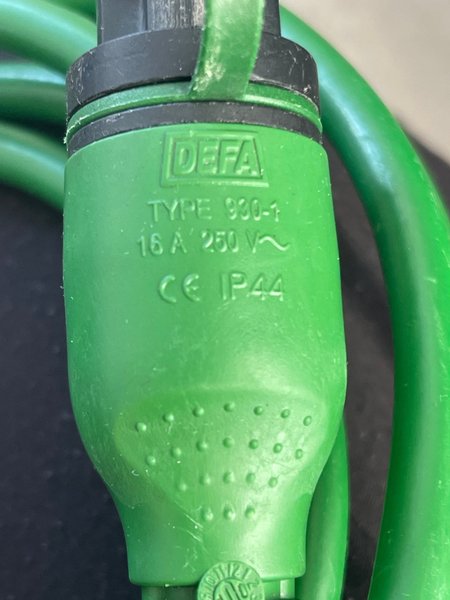 DEFA
TYPE 930-1
16 A 250 V~
CE IP44